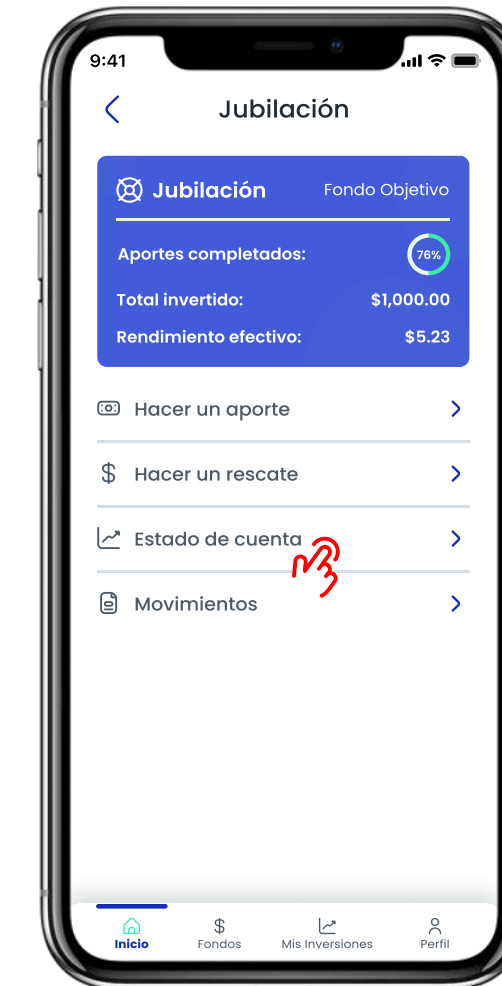 9:41
Jubilación
Jubilación Fondo Objetivo
Aportes completados: 76%
Total invertido: $1,000.00
Rendimiento efectivo: $5.23
Hacer un aporte
Hacer un rescate
Estado de cuenta
Movimientos
Inicio Fondos Mis Inversiones Perfil